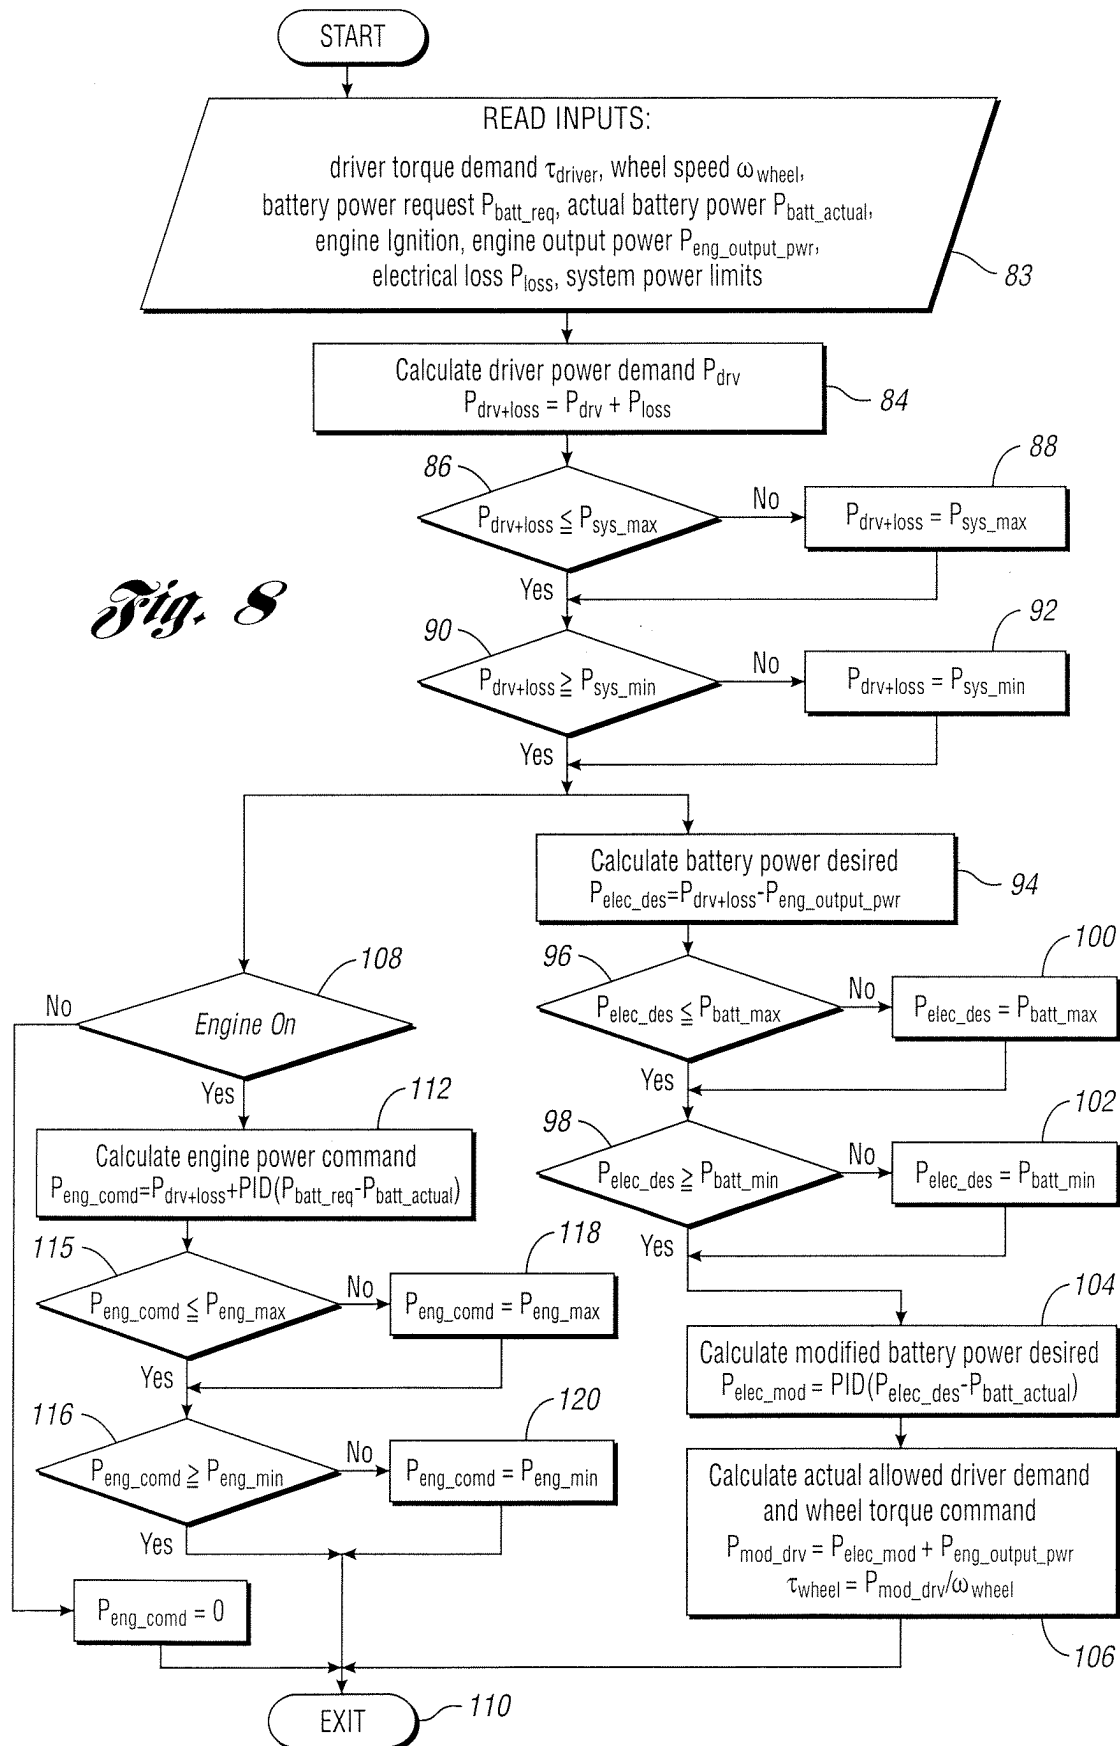 START
READ INPUTS:
driver torque demand τdriver, wheel speed ωwheel,
battery power request Pbatt_req, actual battery power Pbatt_actual,
engine Ignition, engine output power Peng_output_pwr,
electrical loss Ploss, system power limits
83
Calculate driver power demand Pdrv
Pdrv+loss = Pdrv + Ploss
84
86
Pdrv+loss ≦ Psys_max
No
88
Pdrv+loss = Psys_max
Yes
Fig. 8
90
Pdrv+loss ≧ Psys_min
No
92
Pdrv+loss = Psys_min
Yes
Calculate battery power desired
Pelec_des=Pdrv+loss-Peng_output_pwr
94
96
Pelec_des ≦ Pbatt_max
No
100
Pelec_des = Pbatt_max
Yes
98
Pelec_des ≧ Pbatt_min
No
102
Pelec_des = Pbatt_min
Yes
104
Calculate modified battery power desired
Pelec_mod = PID(Pelec_des-Pbatt_actual)
Calculate actual allowed driver demand
and wheel torque command
Pmod_drv = Pelec_mod + Peng_output_pwr
τwheel = Pmod_drv/ωwheel
106
108
No
Engine On
Yes
112
Calculate engine power command
Peng_comd=Pdrv+loss+PID(Pbatt_req-Pbatt_actual)
115
Peng_comd ≦ Peng_max
No
118
Peng_comd = Peng_max
Yes
116
Peng_comd ≧ Peng_min
No
120
Peng_comd = Peng_min
Yes
Peng_comd = 0
EXIT
110